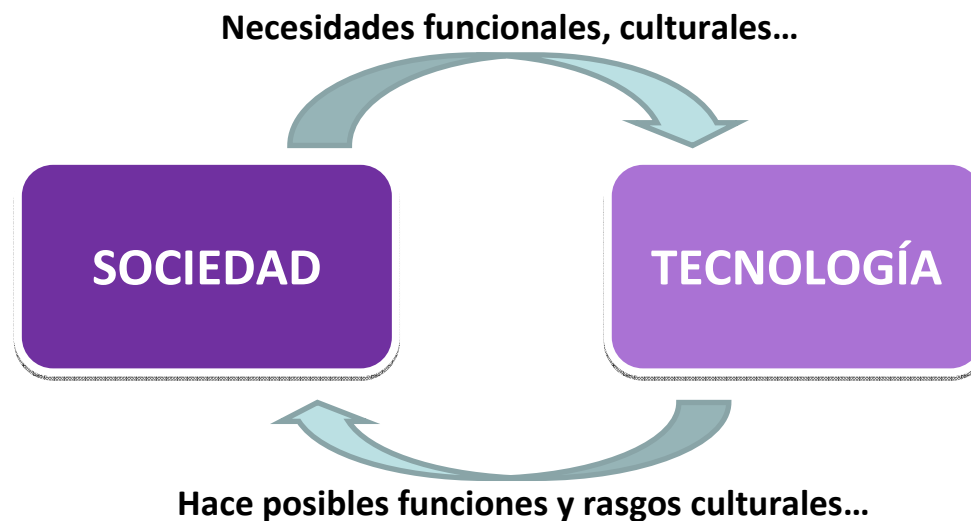 Necesidades funcionales, culturales…
SOCIEDAD
TECNOLOGÍA
Hace posibles funciones y rasgos culturales…